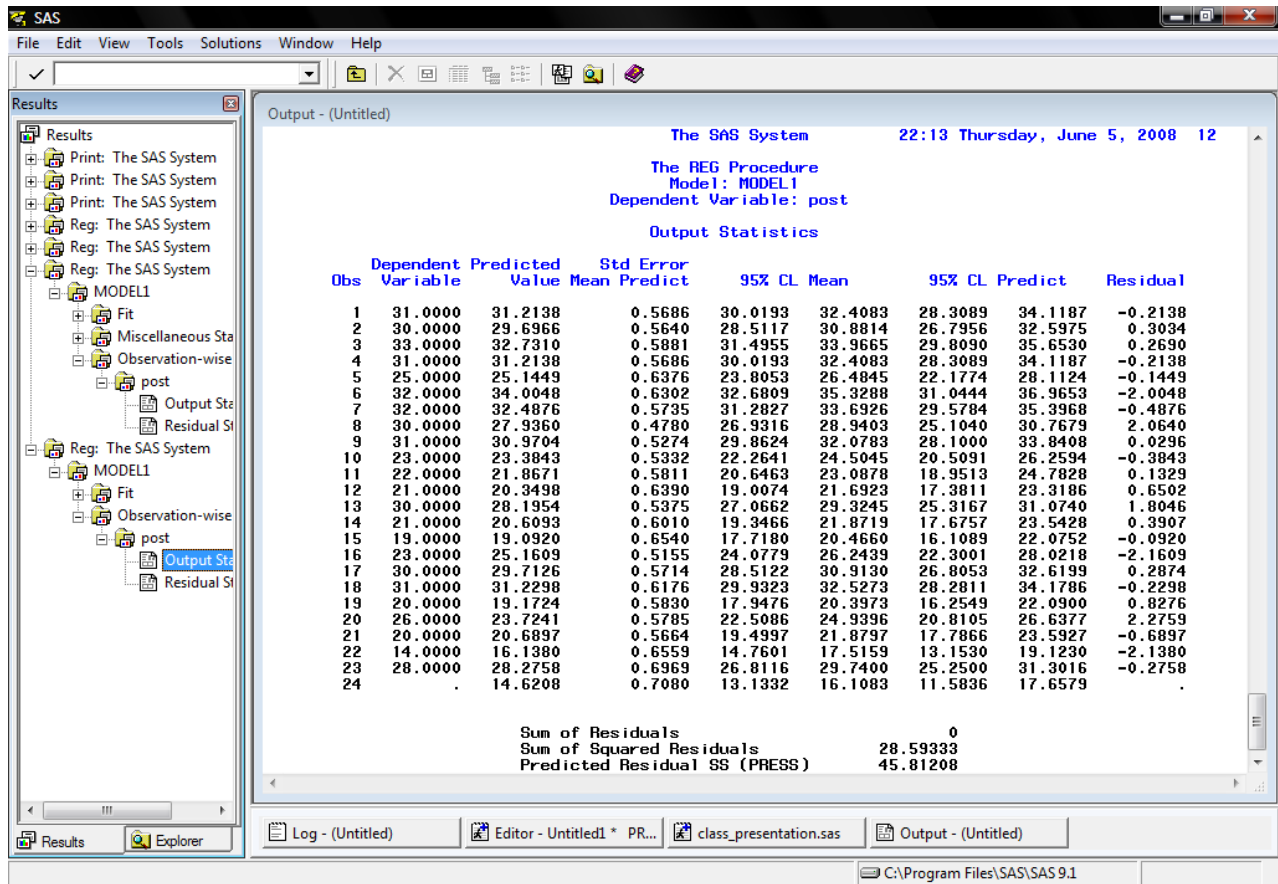 SAS
File Edit View Tools Solutions Window Help
Results
Results
Print: The SAS System
Print: The SAS System
Print: The SAS System
Reg: The SAS System
Reg: The SAS System
Reg: The SAS System
MODEL1
Fit
Miscellaneous Sta
Observation-wise
post
Output Sta
Residual St
Reg: The SAS System
MODEL1
Fit
Observation-wise
post
Output Sta
Residual St
Results Explorer
Output - (Untitled)
The SAS System 22:13 Thursday, June 5, 2008 12
The REG Procedure
Model: MODEL1
Dependent Variable: post
Output Statistics
Dependent Predicted Std Error
Obs Variable Value Mean Predict 95% CL Mean 95% CL Predict Residual
1 31.0000 31.2138 0.5686 30.0193 32.4083 28.3089 34.1187 -0.2138
2 30.0000 29.6966 0.5640 28.5117 30.8814 26.7956 32.5975 0.3034
3 33.0000 32.7310 0.5881 31.4955 33.9665 29.8090 35.6530 0.2690
4 31.0000 31.2138 0.5686 30.0193 32.4083 28.3089 34.1187 -0.2138
5 25.0000 25.1449 0.6376 23.8053 26.4845 22.1774 28.1124 -0.1449
6 32.0000 34.0048 0.6302 32.6809 35.3288 31.0444 36.9653 -2.0048
7 32.0000 32.4876 0.5735 31.2827 33.6926 29.5784 35.3968 -0.4876
8 30.0000 27.9360 0.4780 26.9316 28.9403 25.1040 30.7679 2.0640
9 31.0000 30.9704 0.5274 29.8624 32.0783 28.1000 33.8408 0.0296
10 23.0000 23.3843 0.5332 22.2641 24.5045 20.5091 26.2594 -0.3843
11 22.0000 21.8671 0.5811 20.6463 23.0878 18.9513 24.7828 0.1329
12 21.0000 20.3498 0.6390 19.0074 21.6923 17.3811 23.3186 0.6502
13 30.0000 28.1954 0.5375 27.0662 29.3245 25.3167 31.0740 1.8046
14 21.0000 20.6093 0.6010 19.3466 21.8719 17.6757 23.5428 0.3907
15 19.0000 19.0920 0.6540 17.7180 20.4660 16.1089 22.0752 -0.0920
16 23.0000 25.1609 0.5155 24.0779 26.2439 22.3001 28.0218 -2.1609
17 30.0000 29.7126 0.5714 28.5122 30.9130 26.8053 32.6199 0.2874
18 31.0000 31.2298 0.6176 29.9323 32.5273 28.2811 34.1786 -0.2298
19 20.0000 19.1724 0.5830 17.9476 20.3973 16.2549 22.0900 0.8276
20 26.0000 23.7241 0.5785 22.5086 24.9396 20.8105 26.6377 2.2759
21 20.0000 20.6897 0.5664 19.4997 21.8797 17.7866 23.5927 -0.6897
22 14.0000 16.1380 0.6559 14.7601 17.5159 13.1530 19.1230 -2.1380
23 28.0000 28.2758 0.6969 26.8116 29.7400 25.2500 31.3016 -0.2758
24 . 14.6208 0.7080 13.1332 16.1083 11.5836 17.6579 .
Sum of Residuals 0
Sum of Squared Residuals 28.59333
Predicted Residual SS (PRESS) 45.81208
Log - (Untitled) Editor - Untitled1 * PR... class_presentation.sas Output - (Untitled)
C:\Program Files\SAS\SAS 9.1